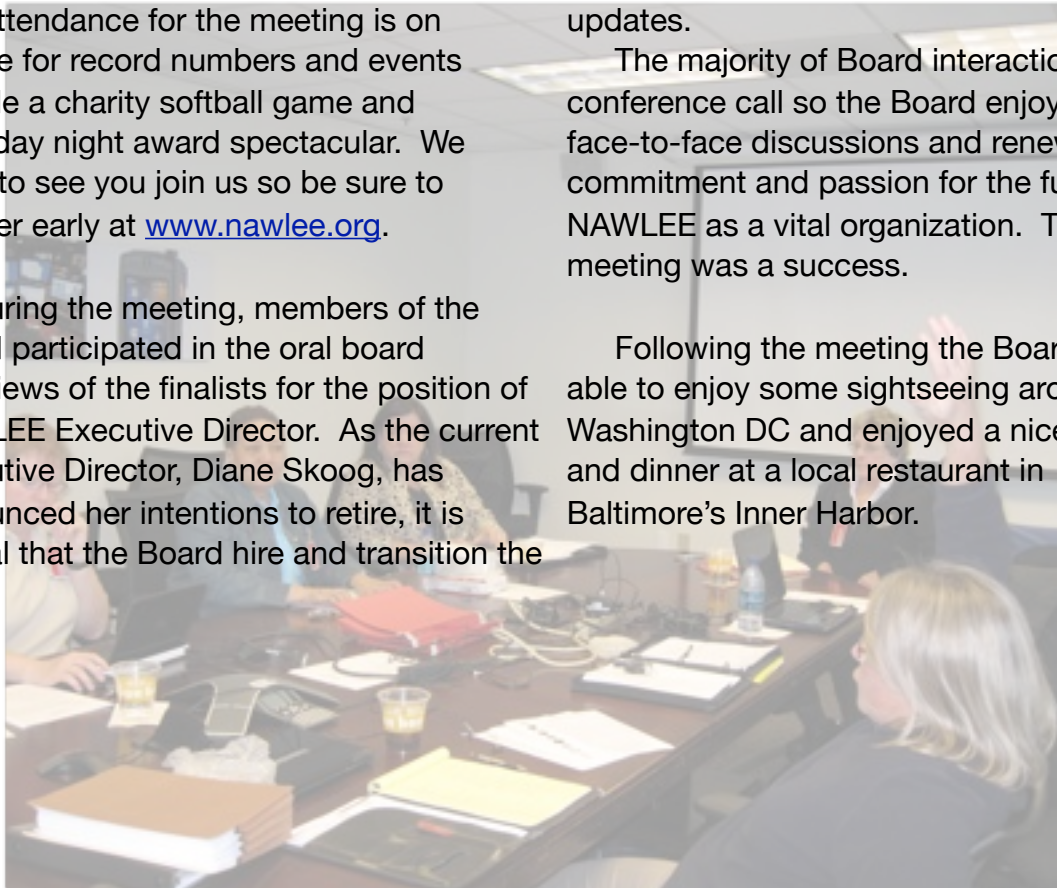 ttendance for the meeting is on
e for record numbers and events
le a charity softball game and
day night award spectacular. We
to see you join us so be sure to
er early at www.nawlee.org.
uring the meeting, members of the
participated in the oral board
iews of the finalists for the position of
LEE Executive Director. As the current
utive Director, Diane Skoog, has
unced her intentions to retire, it is
al that the Board hire and transition the
updates.
The majority of Board interactio
conference call so the Board enjoy
face-to-face discussions and renew
commitment and passion for the fu
NAWLEE as a vital organization. T
meeting was a success.
Following the meeting the Boar
able to enjoy some sightseeing aro
Washington DC and enjoyed a nice
and dinner at a local restaurant in
Baltimore's Inner Harbor.